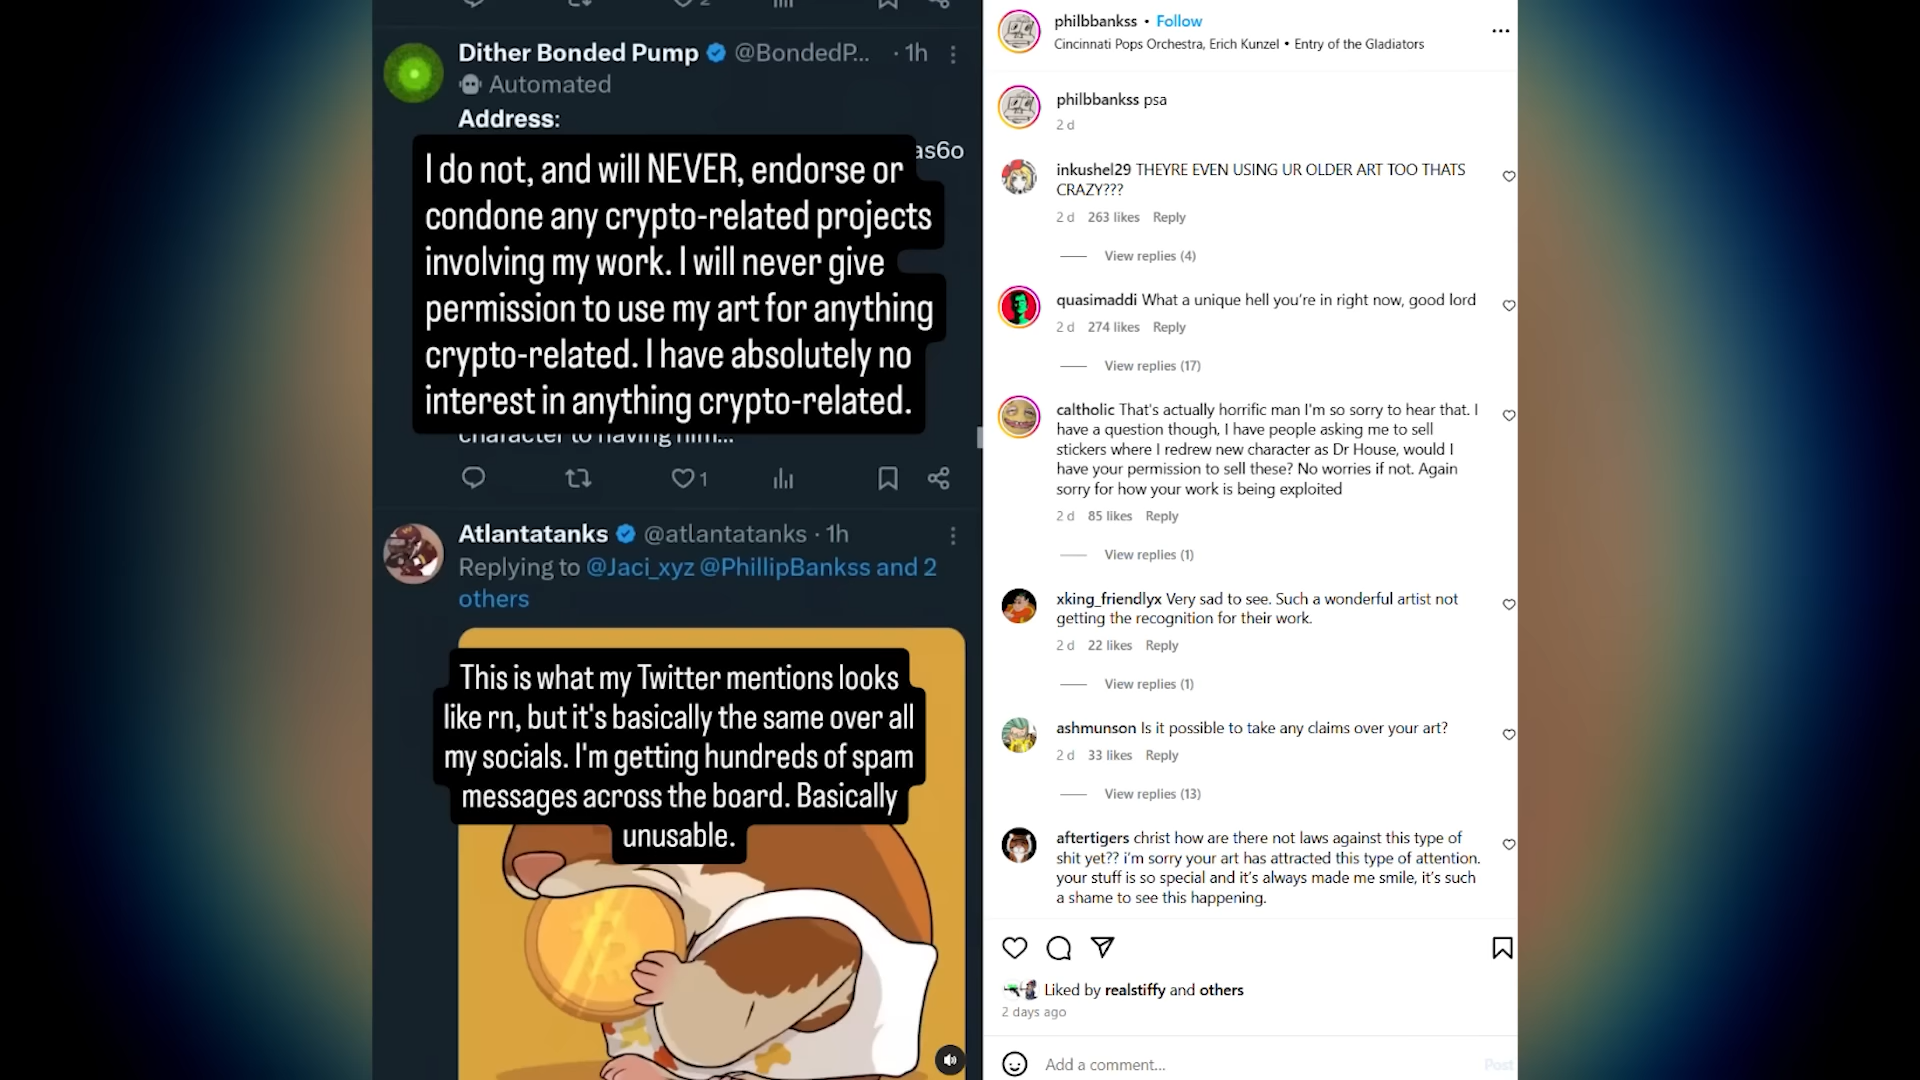 2
Dither Bonded Pump @BondedP... · 1h
Automated
Address:
as6o
I do not, and will NEVER, endorse or
condone any crypto-related projects
involving my work. I will never give
permission to use my art for anything
crypto-related. I have absolutely no
interest in anything crypto-related.
character to having him...
1
Atlantatanks @atlantatanks · 1h
Replying to @Jaci_xyz @PhillipBankss and 2
others
This is what my Twitter mentions looks
like rn, but it's basically the same over all
my socials. I'm getting hundreds of spam
messages across the board. Basically
unusable.
philbbankss • Follow
Cincinnati Pops Orchestra, Erich Kunzel • Entry of the Gladiators
philbbankss psa
2 d
inkushel29 THEYRE EVEN USING UR OLDER ART TOO THATS
CRAZY???
2 d 263 likes Reply
View replies (4)
quasimaddi What a unique hell you're in right now, good lord
2 d 274 likes Reply
View replies (17)
caltholic That's actually horrific man I'm so sorry to hear that. I
have a question though, I have people asking me to sell
stickers where I redrew new character as Dr House, would I
have your permission to sell these? No worries if not. Again
sorry for how your work is being exploited
2 d 85 likes Reply
View replies (1)
xking_friendlyx Very sad to see. Such a wonderful artist not
getting the recognition for their work.
2 d 22 likes Reply
View replies (1)
ashmunson Is it possible to take any claims over your art?
2 d 33 likes Reply
View replies (13)
aftertigers christ how are there not laws against this type of
shit yet?? i'm sorry your art has attracted this type of attention.
your stuff is so special and it's always made me smile, it's such
a shame to see this happening.
Liked by realstiffy and others
2 days ago
Add a comment...
Post